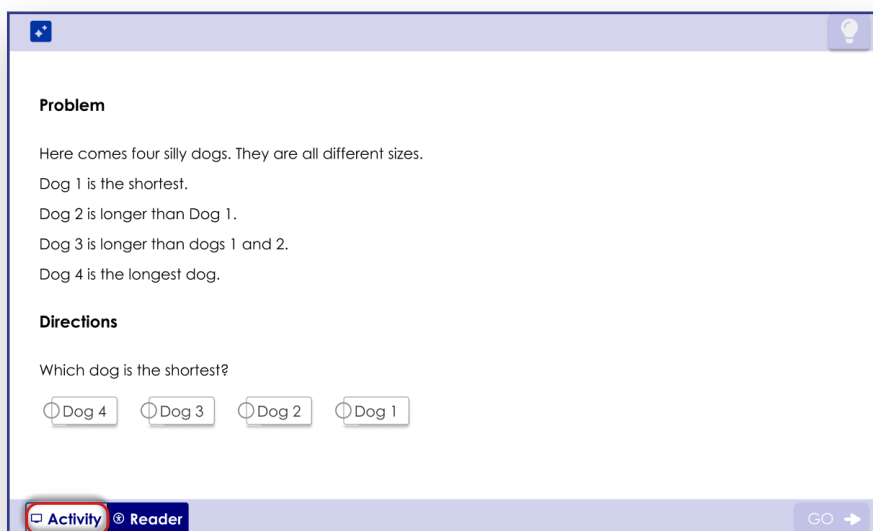 Problem
Here comes four silly dogs. They are all different sizes.
Dog 1 is the shortest.
Dog 2 is longer than Dog 1.
Dog 3 is longer than dogs 1 and 2.
Dog 4 is the longest dog.
Directions
Which dog is the shortest?
Dog 4 Dog 3 Dog 2 Dog 1
Activity Reader GO